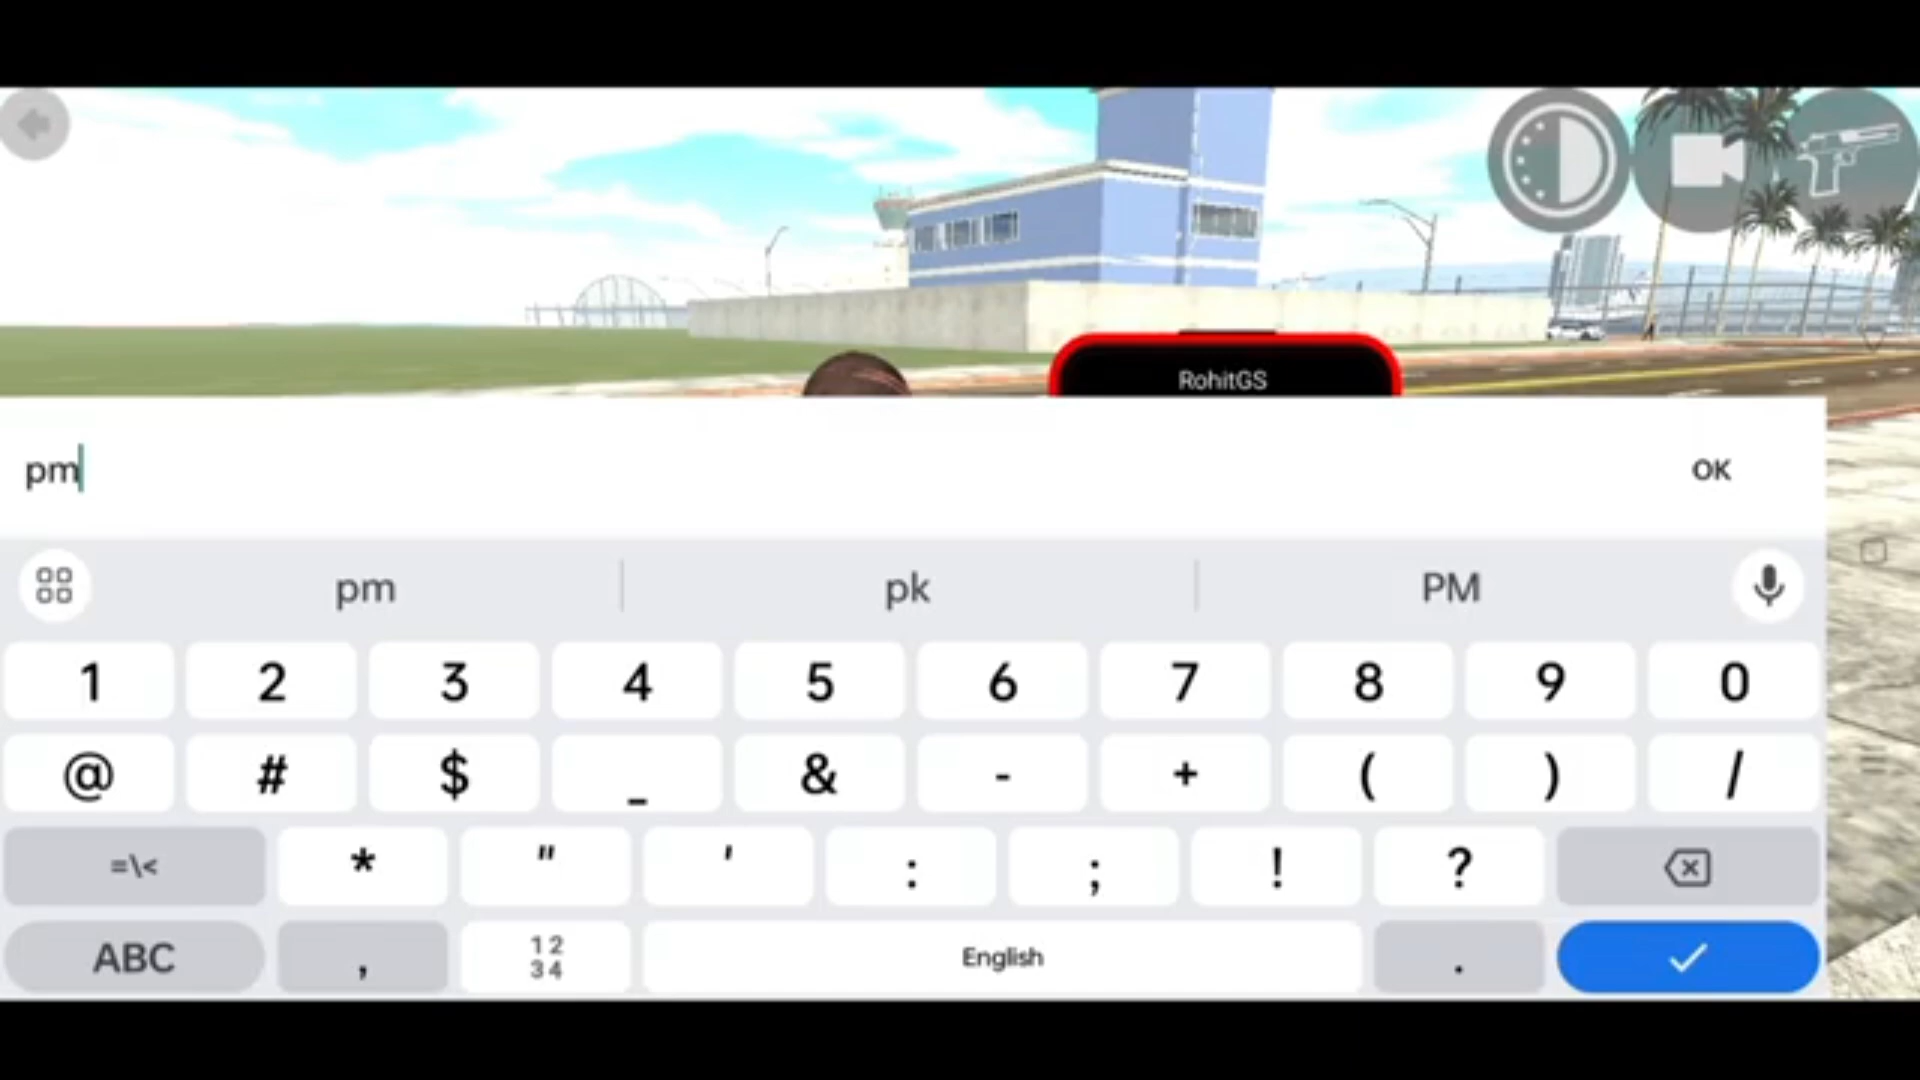 RohitGS
pm
OK
pm pk PM
1 2 3 4 5 6 7 8 9 0
@ # $ _ & - + ( ) /
=\< * " ' : ; ! ?
ABC , 12 34 English .